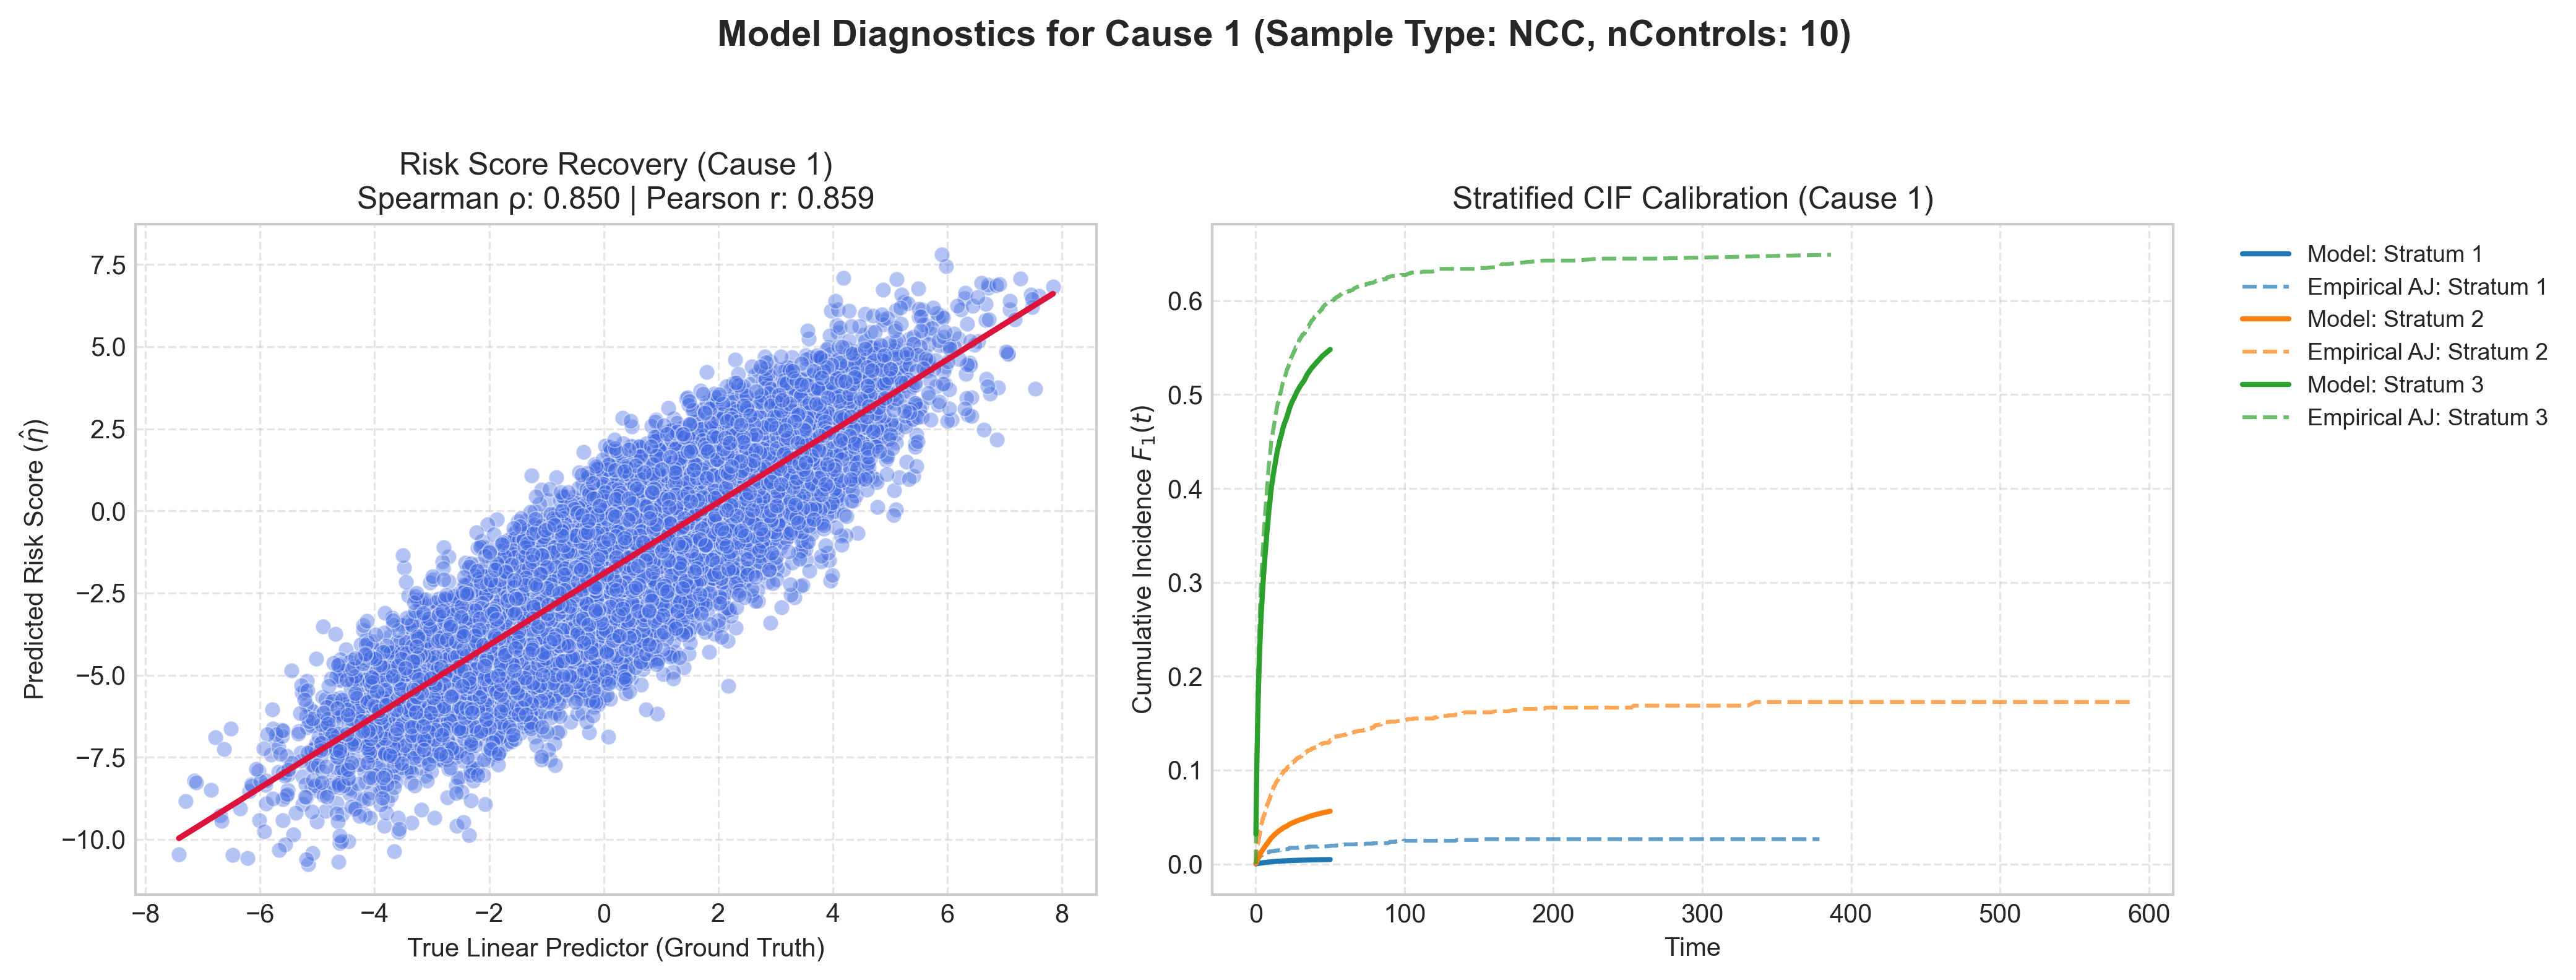 Model Diagnostics for Cause 1 (Sample Type: NCC, nControls: 10)
Risk Score Recovery (Cause 1)
Spearman ρ: 0.850 | Pearson r: 0.859
Predicted Risk Score (η̂)
7.5
5.0
2.5
0.0
−2.5
−5.0
−7.5
−10.0
−8 −6 −4 −2 0 2 4 6 8
True Linear Predictor (Ground Truth)
Stratified CIF Calibration (Cause 1)
Cumulative Incidence F₁(t)
0.6
0.5
0.4
0.3
0.2
0.1
0.0
0 100 200 300 400 500 600
Time
Model: Stratum 1
Empirical AJ: Stratum 1
Model: Stratum 2
Empirical AJ: Stratum 2
Model: Stratum 3
Empirical AJ: Stratum 3